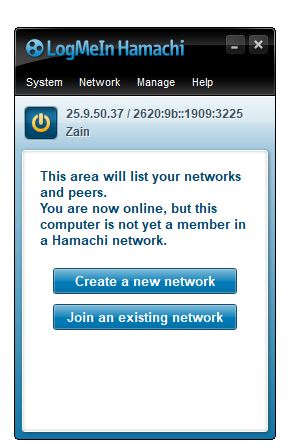 LogMeIn Hamachi
System Network Manage Help
25.9.50.37 / 2620:9b::1909:3225
Zain
This area will list your networks
and peers.
You are now online, but this
computer is not yet a member in
a Hamachi network.
Create a new network
Join an existing network